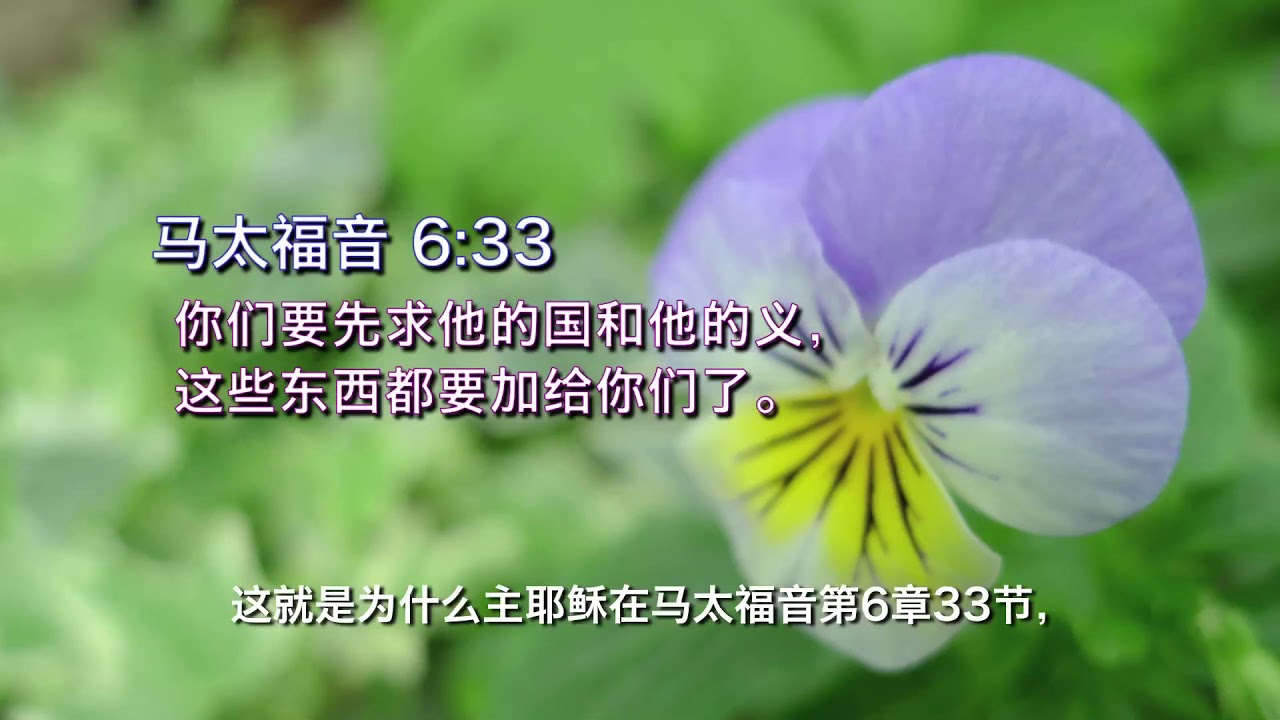 马太福音 6:33
你们要先求他的国和他的义,
这些东西都要加给你们了。
这就是为什么主耶稣在马太福音第6章33节,